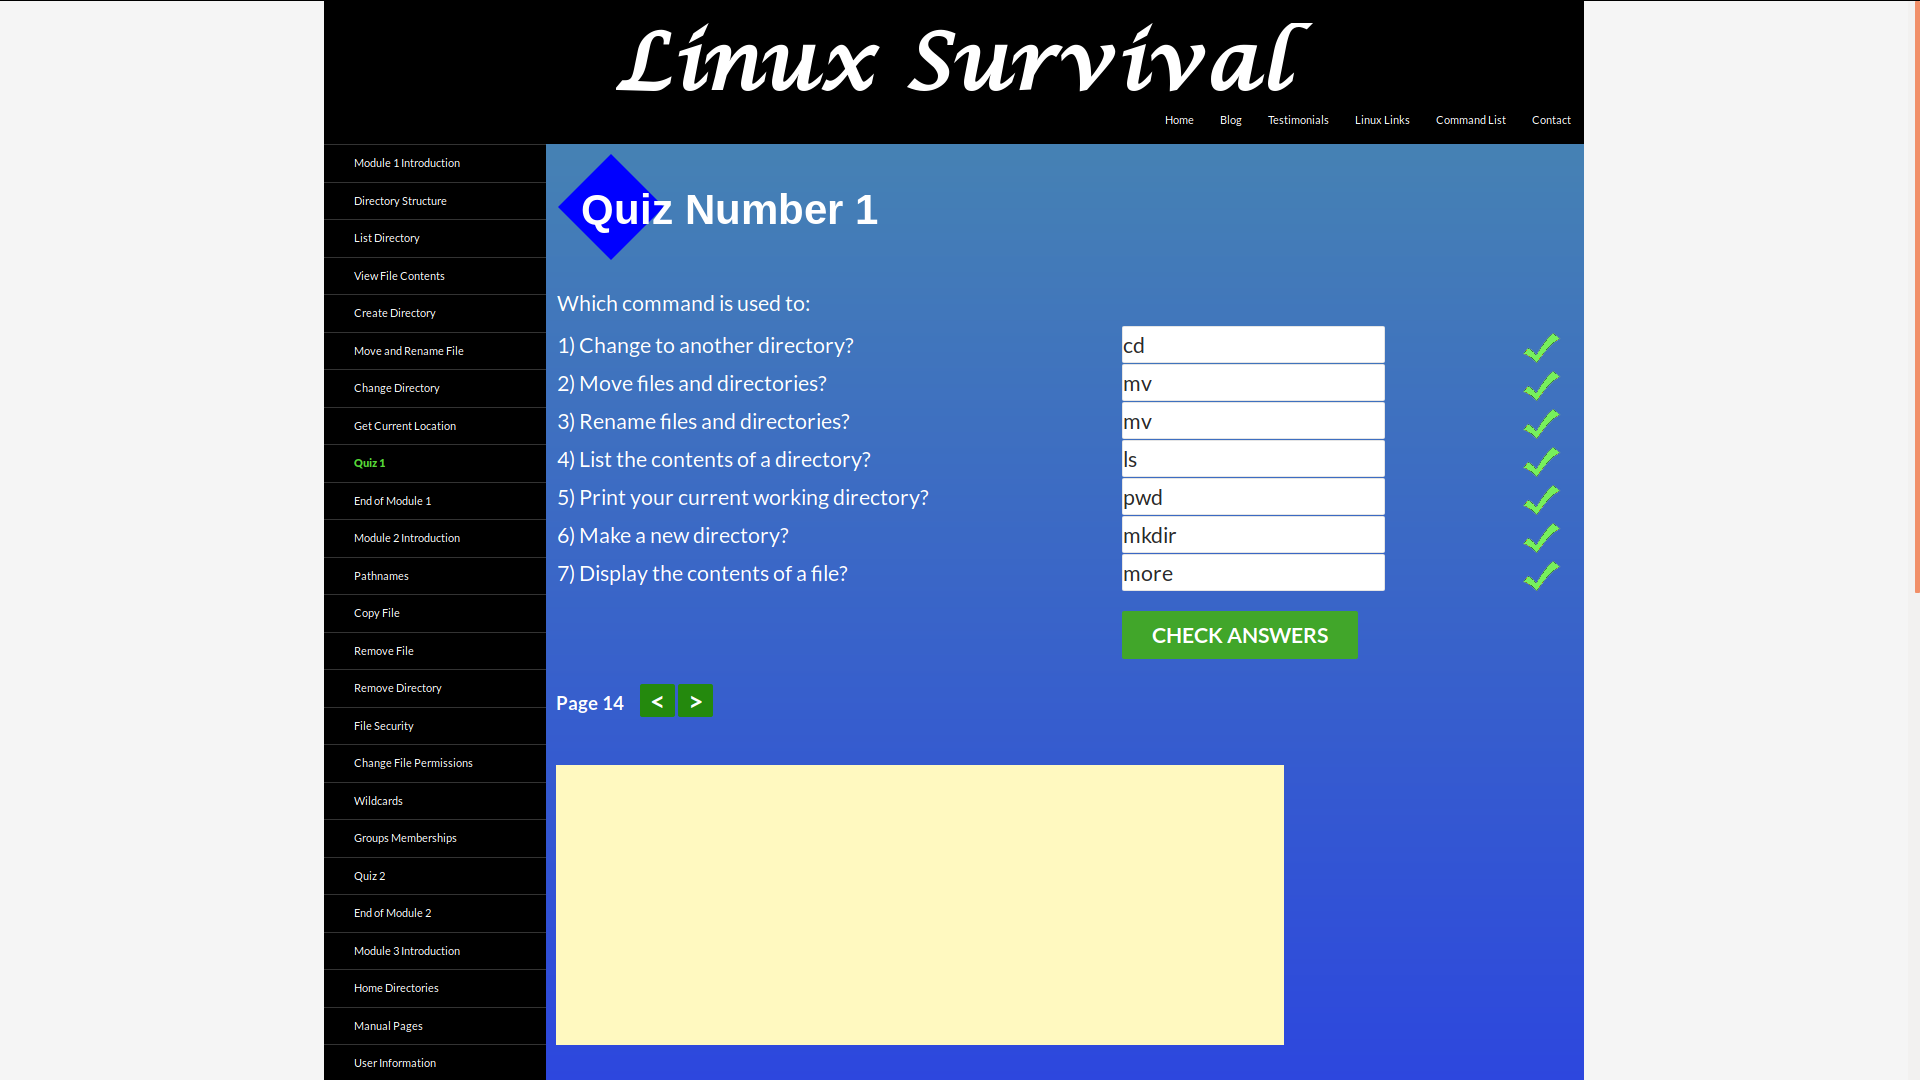 Linux Survival
Home Blog Testimonials Linux Links Command List Contact
Module 1 Introduction
Directory Structure
List Directory
View File Contents
Create Directory
Move and Rename File
Change Directory
Get Current Location
Quiz 1
End of Module 1
Module 2 Introduction
Pathnames
Copy File
Remove File
Remove Directory
File Security
Change File Permissions
Wildcards
Groups Memberships
Quiz 2
End of Module 2
Module 3 Introduction
Home Directories
Manual Pages
User Information
Quiz Number 1
Which command is used to:
1) Change to another directory? cd
2) Move files and directories? mv
3) Rename files and directories? mv
4) List the contents of a directory? ls
5) Print your current working directory? pwd
6) Make a new directory? mkdir
7) Display the contents of a file? more
CHECK ANSWERS
Page 14 < >